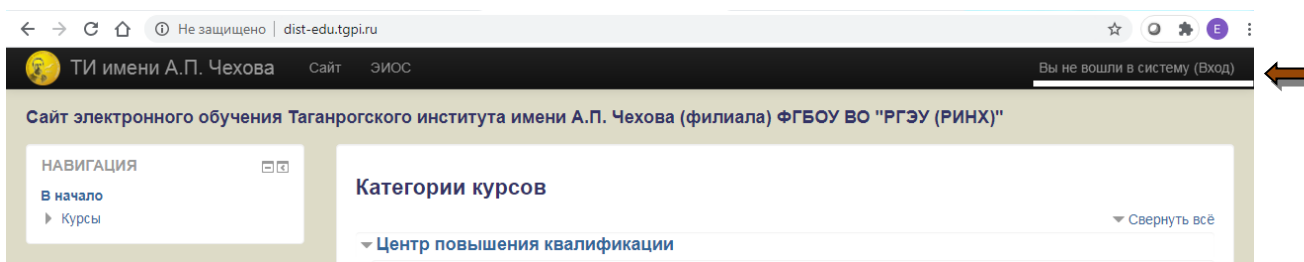 Не защищено | dist-edu.tgpi.ru E
ТИ имени А.П. Чехова Сайт ЭИОС Вы не вошли в систему (Вход)
Сайт электронного обучения Таганрогского института имени А.П. Чехова (филиала) ФГБОУ ВО "РГЭУ (РИНХ)"
НАВИГАЦИЯ
В начало
Курсы
Категории курсов
Свернуть всё
Центр повышения квалификации